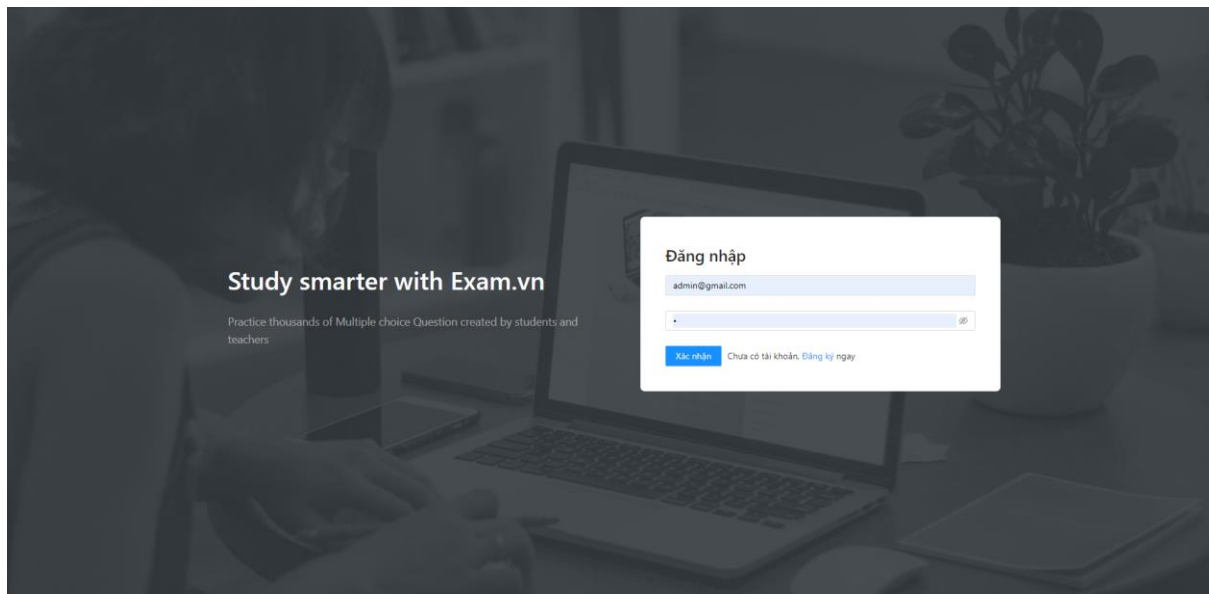 Study smarter with Exam.vn
Practice thousands of Multiple choice Question created by students and
teachers
Đăng nhập
admin@gmail.com
•
Xác nhận Chưa có tài khoản, Đăng ký ngay